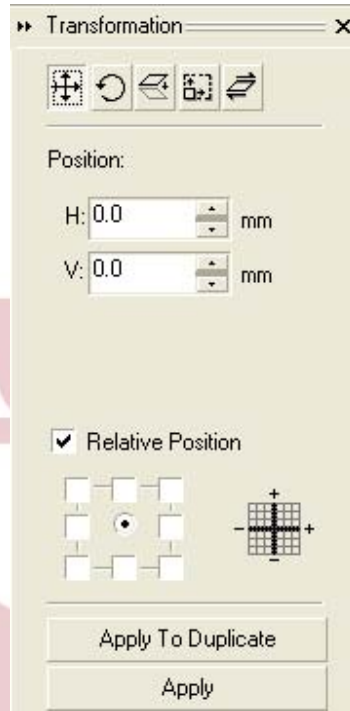 Transformation
Position:
H: 0.0 mm
V: 0.0 mm
Relative Position
+
- +
-
Apply To Duplicate
Apply